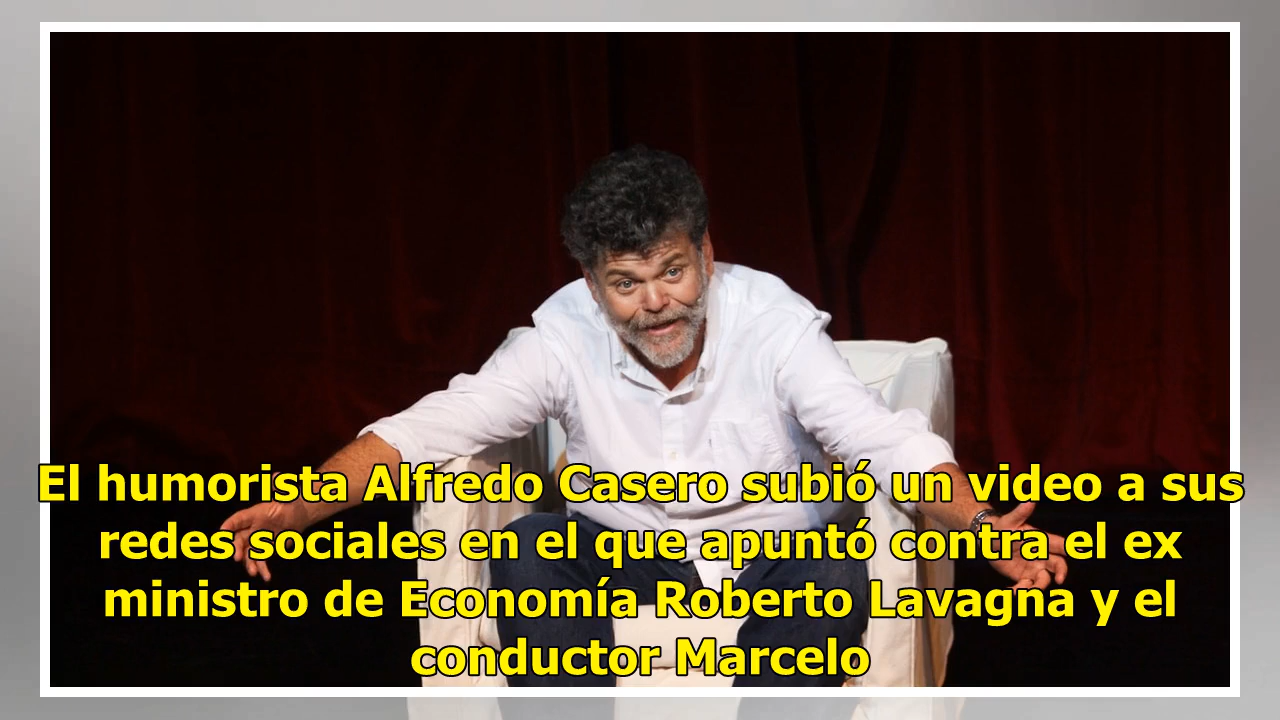 El humorista Alfredo Casero subió un video a sus
redes sociales en el que apuntó contra el ex
ministro de Economía Roberto Lavagna y el
conductor Marcelo